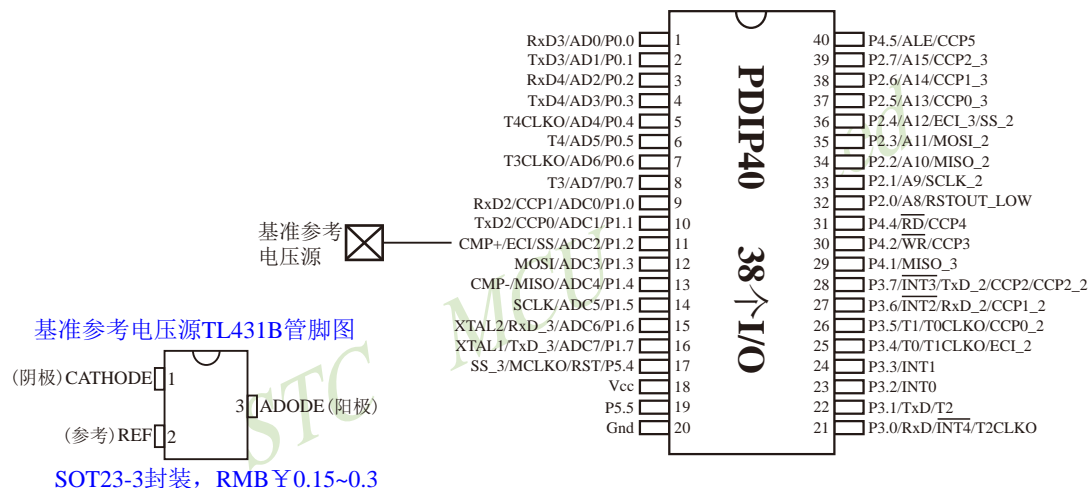 RxD3/AD0/P0.0 1
TxD3/AD1/P0.1 2
RxD4/AD2/P0.2 3
TxD4/AD3/P0.3 4
T4CLKO/AD4/P0.4 5
T4/AD5/P0.5 6
T3CLKO/AD6/P0.6 7
T3/AD7/P0.7 8
RxD2/CCP1/ADC0/P1.0 9
TxD2/CCP0/ADC1/P1.1 10
CMP+/ECI/SS/ADC2/P1.2 11
MOSI/ADC3/P1.3 12
CMP-/MISO/ADC4/P1.4 13
SCLK/ADC5/P1.5 14
XTAL2/RxD_3/ADC6/P1.6 15
XTAL1/TxD_3/ADC7/P1.7 16
SS_3/MCLKO/RST/P5.4 17
Vcc 18
P5.5 19
Gnd 20
PDIP40 38个I/O
40 P4.5/ALE/CCP5
39 P2.7/A15/CCP2_3
38 P2.6/A14/CCP1_3
37 P2.5/A13/CCP0_3
36 P2.4/A12/ECI_3/SS_2
35 P2.3/A11/MOSI_2
34 P2.2/A10/MISO_2
33 P2.1/A9/SCLK_2
32 P2.0/A8/RSTOUT_LOW
31 P4.4/RD/CCP4
30 P4.2/WR/CCP3
29 P4.1/MISO_3
28 P3.7/INT3/TxD_2/CCP2/CCP2_2
27 P3.6/INT2/RxD_2/CCP1_2
26 P3.5/T1/T0CLKO/CCP0_2
25 P3.4/T0/T1CLKO/ECI_2
24 P3.3/INT1
23 P3.2/INT0
22 P3.1/TxD/T2
21 P3.0/RxD/INT4/T2CLKO
基准参考
电压源
基准参考电压源TL431B管脚图
(阴极)CATHODE 1
3 ADODE(阳极)
(参考)REF 2
SOT23-3封装，RMB￥0.15~0.3
STC MCU